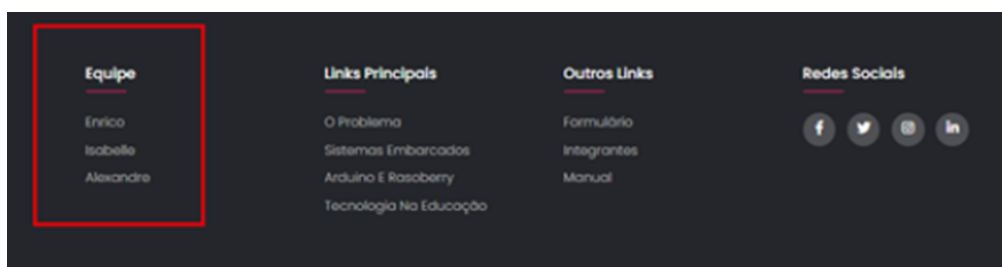 Equipe
Enrico
Isabelle
Alexandre
Links Principais
O Problema
Sistemas Embarcados
Arduino E Rasoberry
Tecnologia Na Educação
Outros Links
Formulário
Integrantes
Manual
Redes Sociais